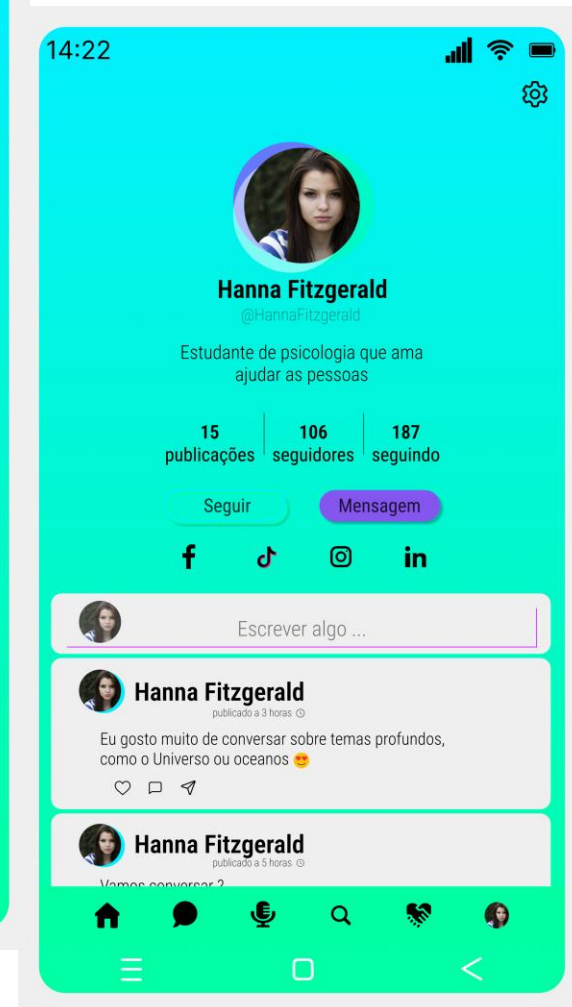 14:22
Hanna Fitzgerald
@HannaFitzgerald
Estudante de psicologia que ama
ajudar as pessoas
15 106 187
publicações seguidores seguindo
Seguir Mensagem
Escrever algo ...
Hanna Fitzgerald
publicado a 3 horas
Eu gosto muito de conversar sobre temas profundos,
como o Universo ou oceanos 😍
Hanna Fitzgerald
publicado a 5 horas
Vamos conversar ?